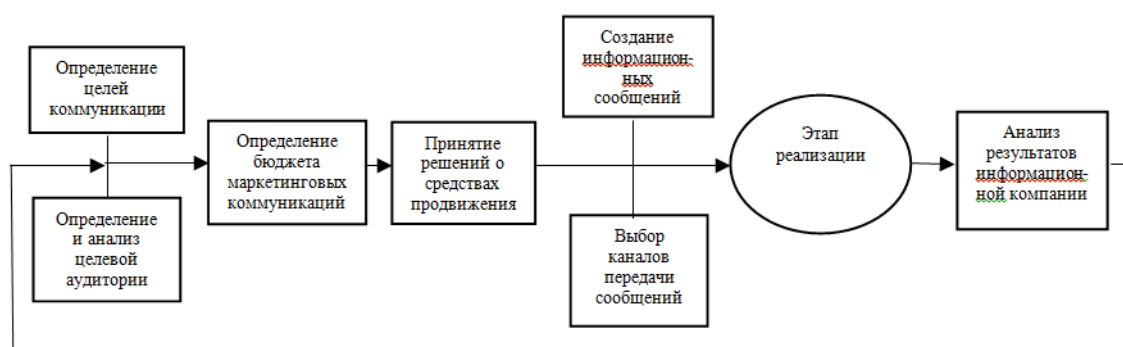 Определение
целей
коммуникации
Определение
и анализ
целевой
аудитории
Определение
бюджета
маркетинговых
коммуникаций
Принятие
решений о
средствах
продвижения
Создание
информацион-
ных
сообщений
Выбор
каналов
передачи
сообщений
Этап
реализации
Анализ
результатов
информацион-
ной компании